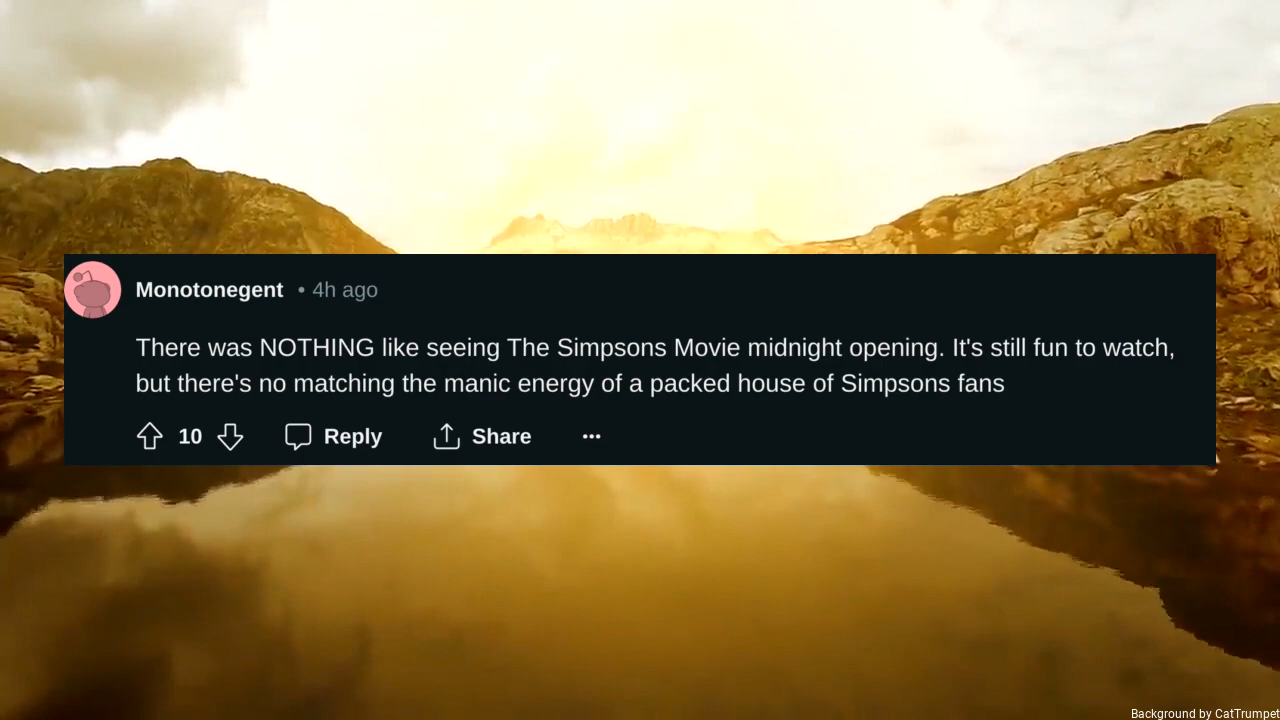 Monotonegent • 4h ago
There was NOTHING like seeing The Simpsons Movie midnight opening. It's still fun to watch,
but there's no matching the manic energy of a packed house of Simpsons fans
10 Reply Share ...
Background by CatTrumpet